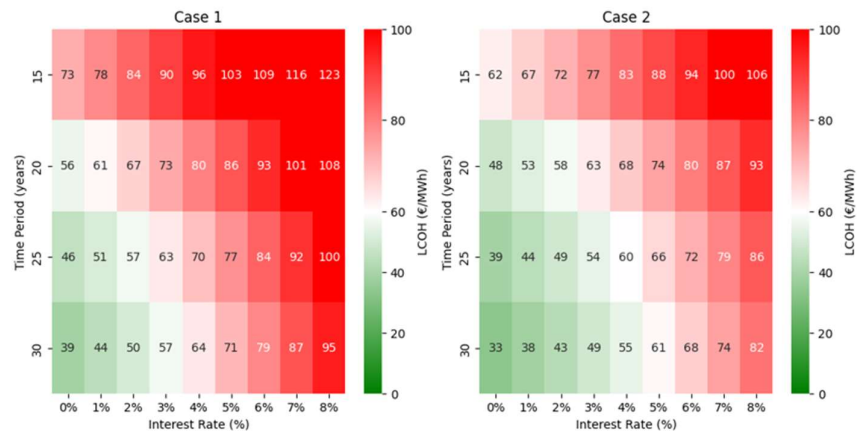 Case 1
15 73 78 84 90 96 103 109 116 123
20 56 61 67 73 80 86 93 101 108
25 46 51 57 63 70 77 84 92 100
30 39 44 50 57 64 71 79 87 95
0% 1% 2% 3% 4% 5% 6% 7% 8%
Interest Rate (%)
Time Period (years)
100
80
60
40
20
0
LCOH (€/MWh)
Case 2
15 62 67 72 77 83 88 94 100 106
20 48 53 58 63 68 74 80 87 93
25 39 44 49 54 60 66 72 79 86
30 33 38 43 49 55 61 68 74 82
0% 1% 2% 3% 4% 5% 6% 7% 8%
Interest Rate (%)
Time Period (years)
100
80
60
40
20
0
LCOH (€/MWh)